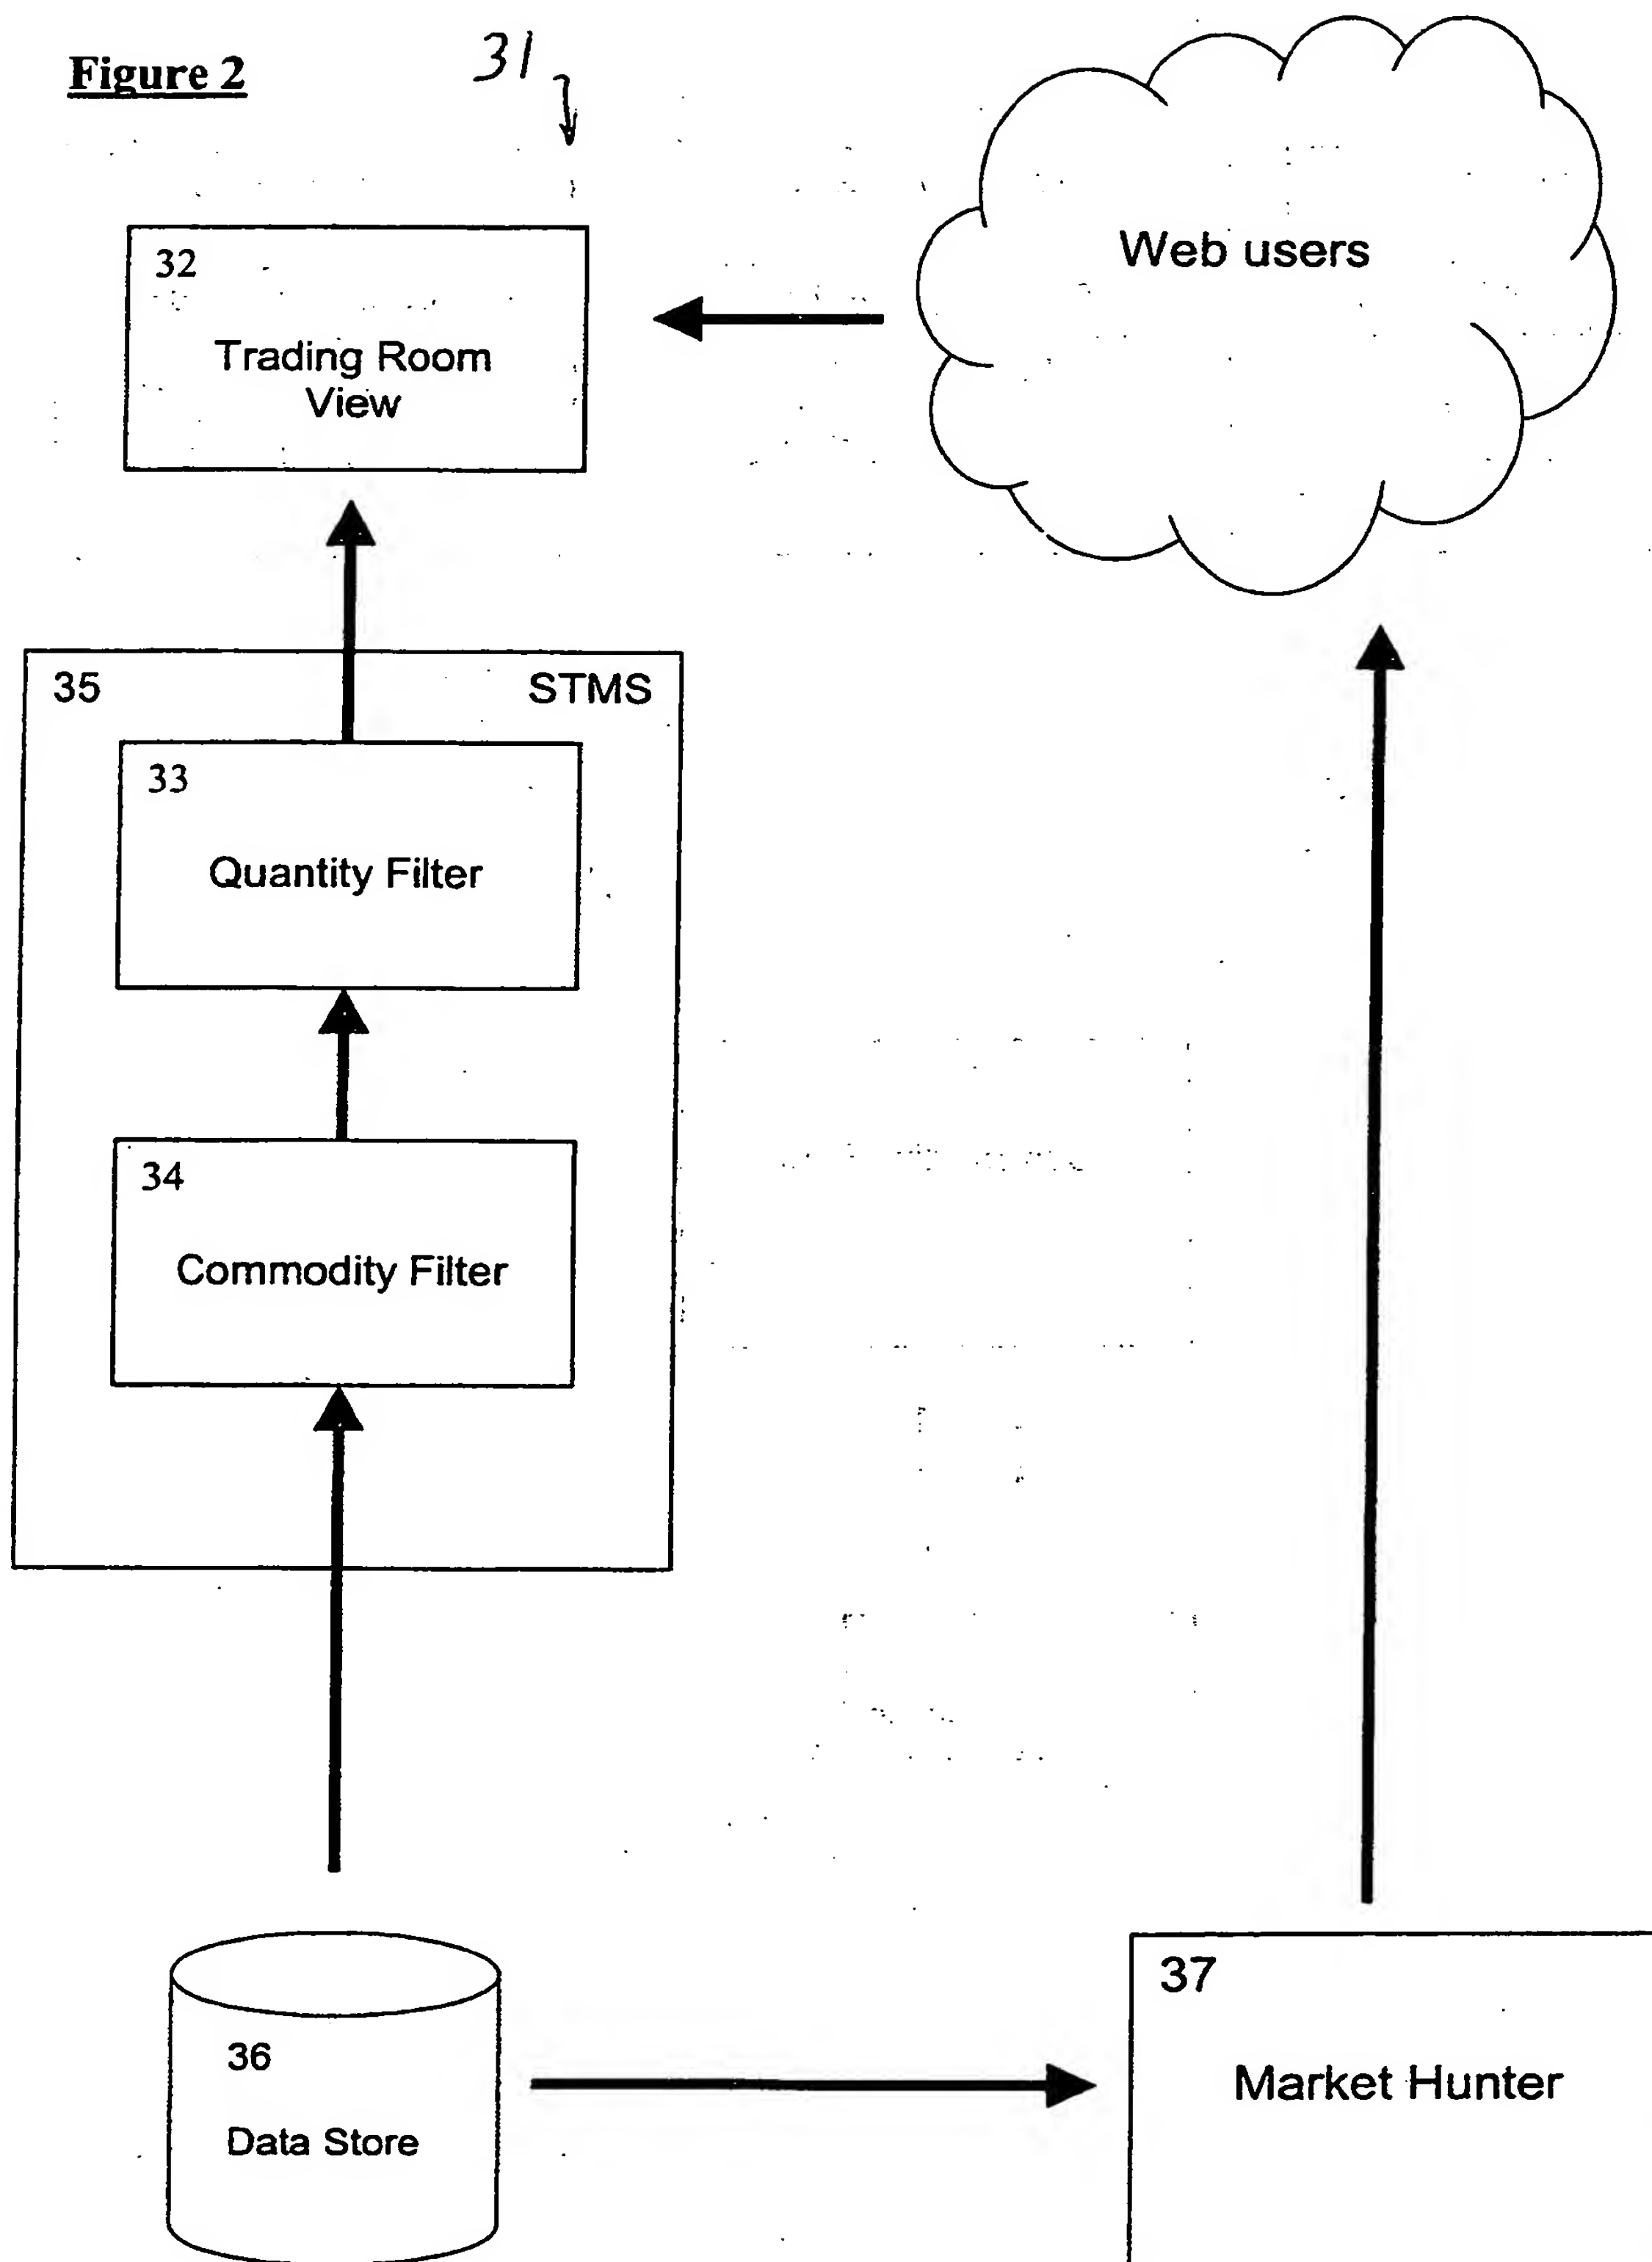 Figure 2
31
32
Trading Room
View
Web users
35
STMS
33
Quantity Filter
34
Commodity Filter
36
Data Store
37
Market Hunter